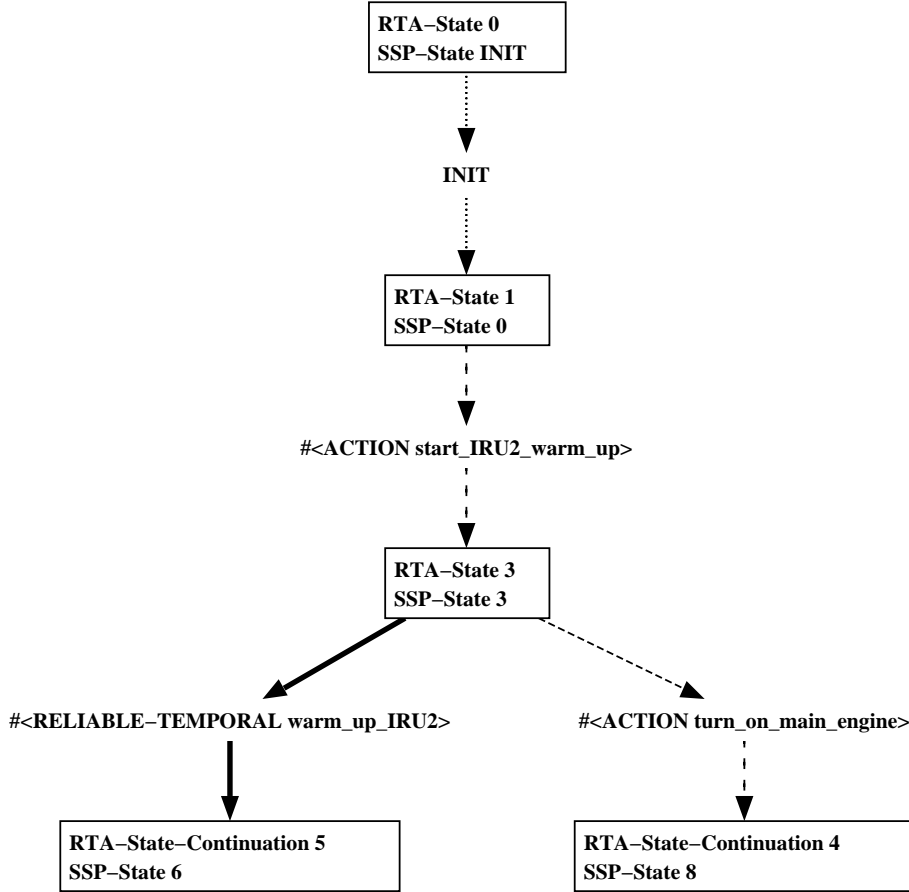 RTA−State 0
SSP−State INIT
INIT
RTA−State 1
SSP−State 0
#<ACTION start_IRU2_warm_up>
RTA−State 3
SSP−State 3
#<RELIABLE−TEMPORAL warm_up_IRU2>
#<ACTION turn_on_main_engine>
RTA−State−Continuation 5
SSP−State 6
RTA−State−Continuation 4
SSP−State 8